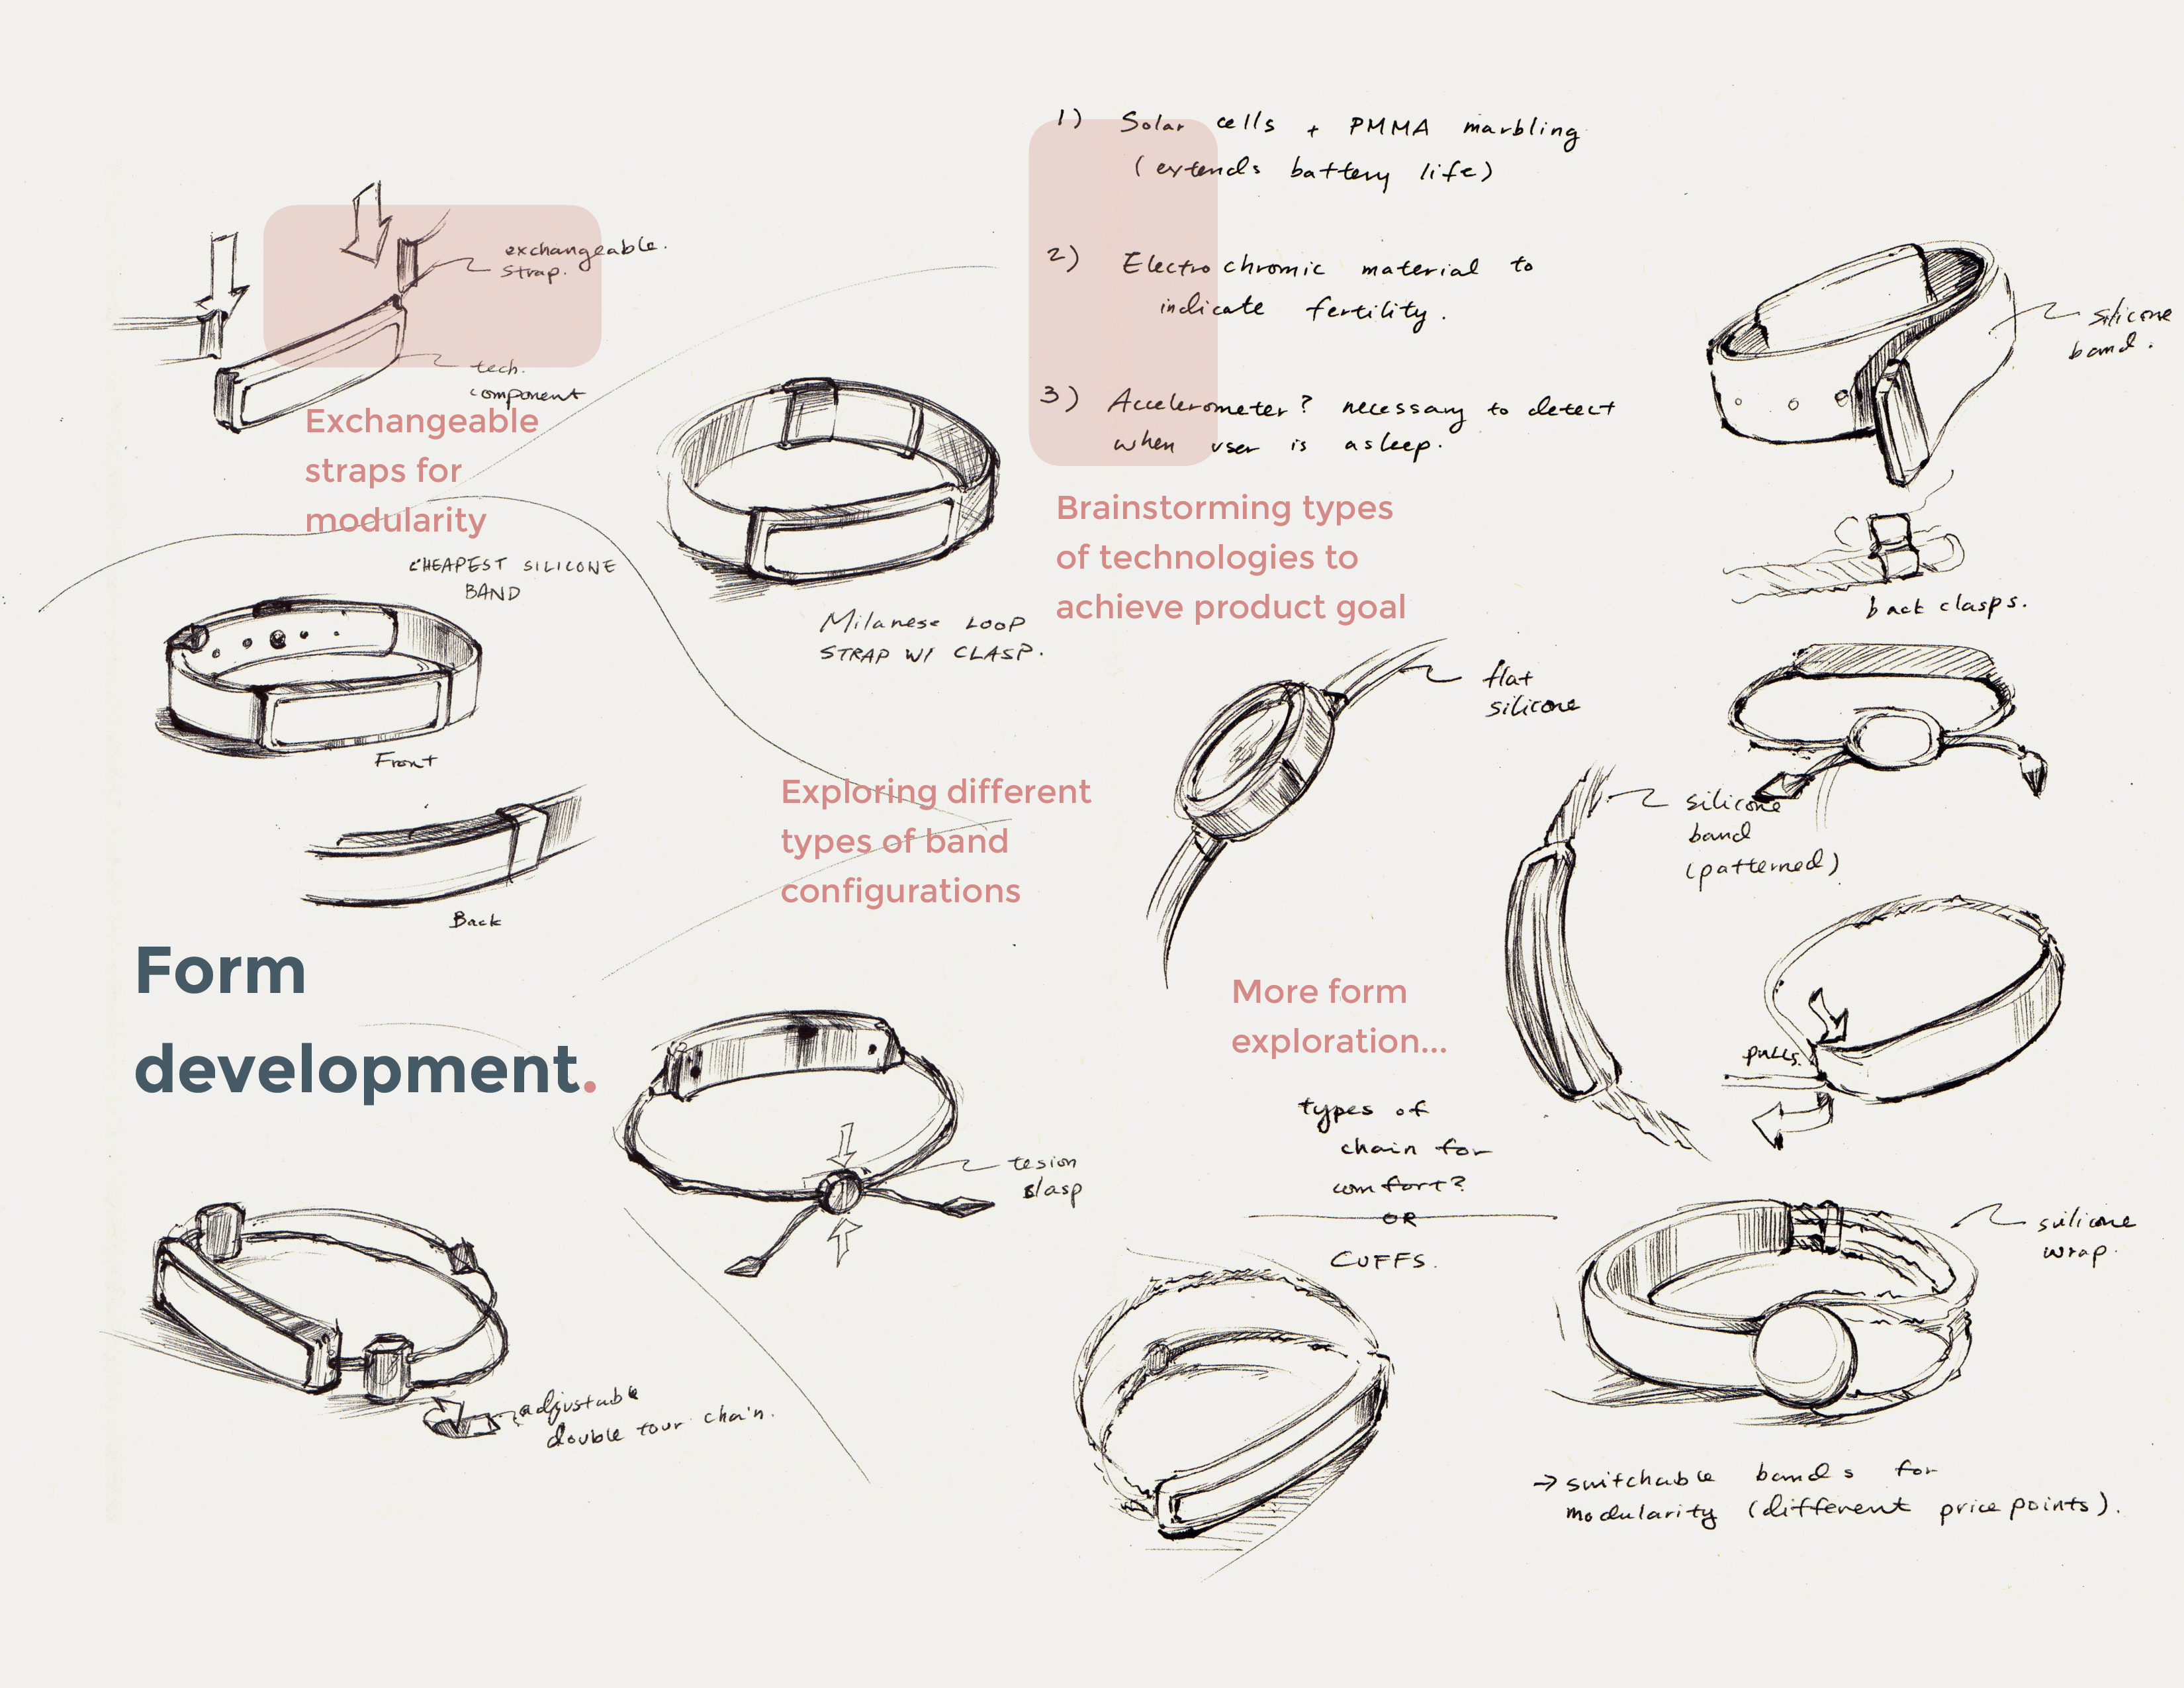 exchangeable.
strap.
tech.
component
Exchangeable
straps for
modularity
CHEAPEST SILICONE
BAND
Front
Back
Milanese LOOP
STRAP W/ CLASP.
Exploring different
types of band
configurations
Form
development.
tesion
clasp
adjustable
double tour chain.
1) Solar cells + PMMA marbling
(extends battery life)
2) Electrochromic material to
indicate fertility.
3) Accelerometer? necessary to detect
when user is asleep.
Brainstorming types
of technologies to
achieve product goal
flat
silicone
silicone
band
(patterned)
More form
exploration...
types of
chain for
comfort?
OR
CUFFS.
silicone
band.
back clasps.
pulls.
silicone
wrap.
→ switchable bands for
modularity (different price points).